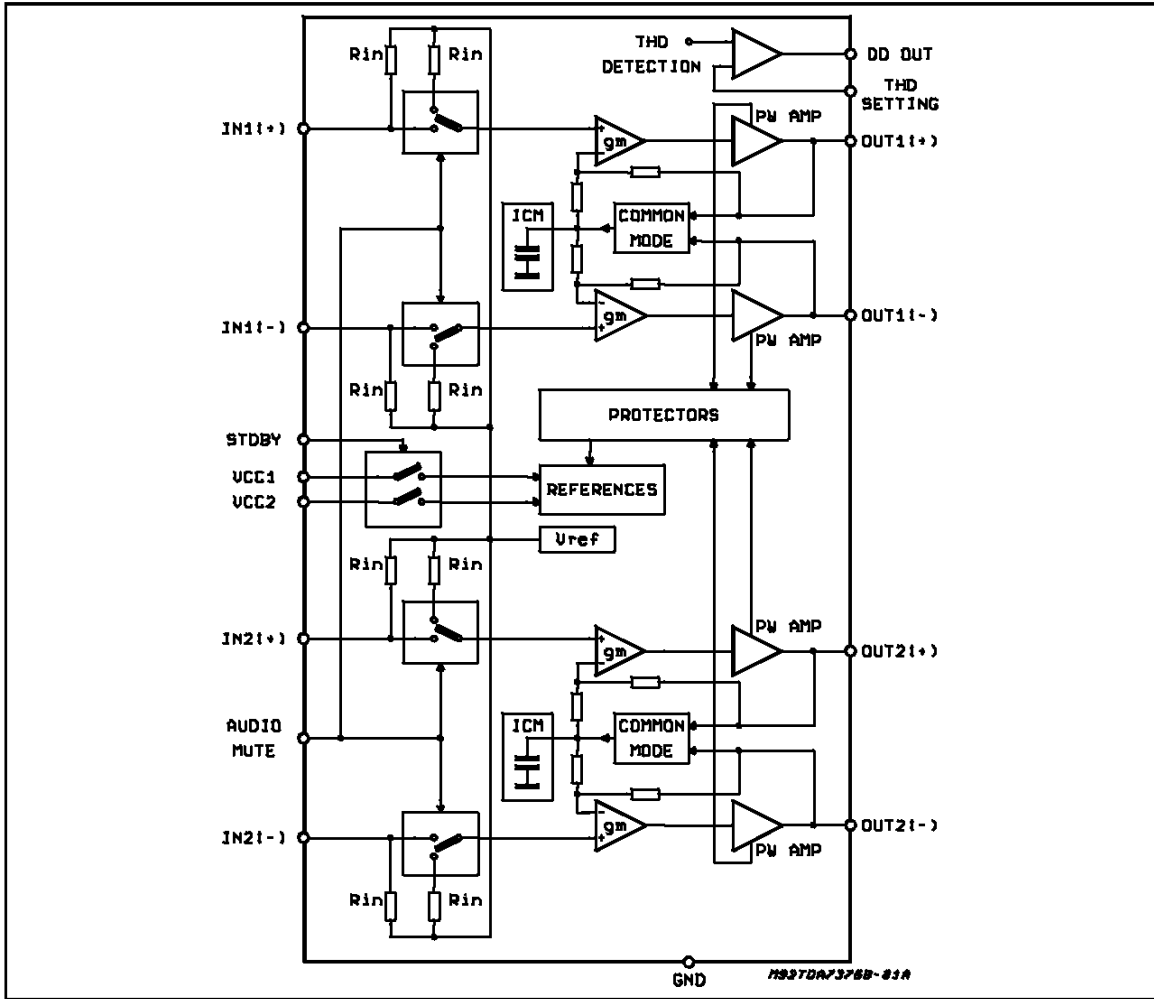 Rin Rin
THD
DETECTION
DD OUT
THD
SETTING
IN1(+)
gm
PW AMP
OUT1(+)
ICM
COMMON
MODE
IN1(-)
gm
PW AMP
OUT1(-)
Rin Rin
PROTECTORS
STDBY
VCC1
VCC2
REFERENCES
Vref
Rin Rin
IN2(+)
gm
PW AMP
OUT2(+)
AUDIO
MUTE
ICM
COMMON
MODE
IN2(-)
gm
PW AMP
OUT2(-)
Rin Rin
GND
M92TDA7376B-01A